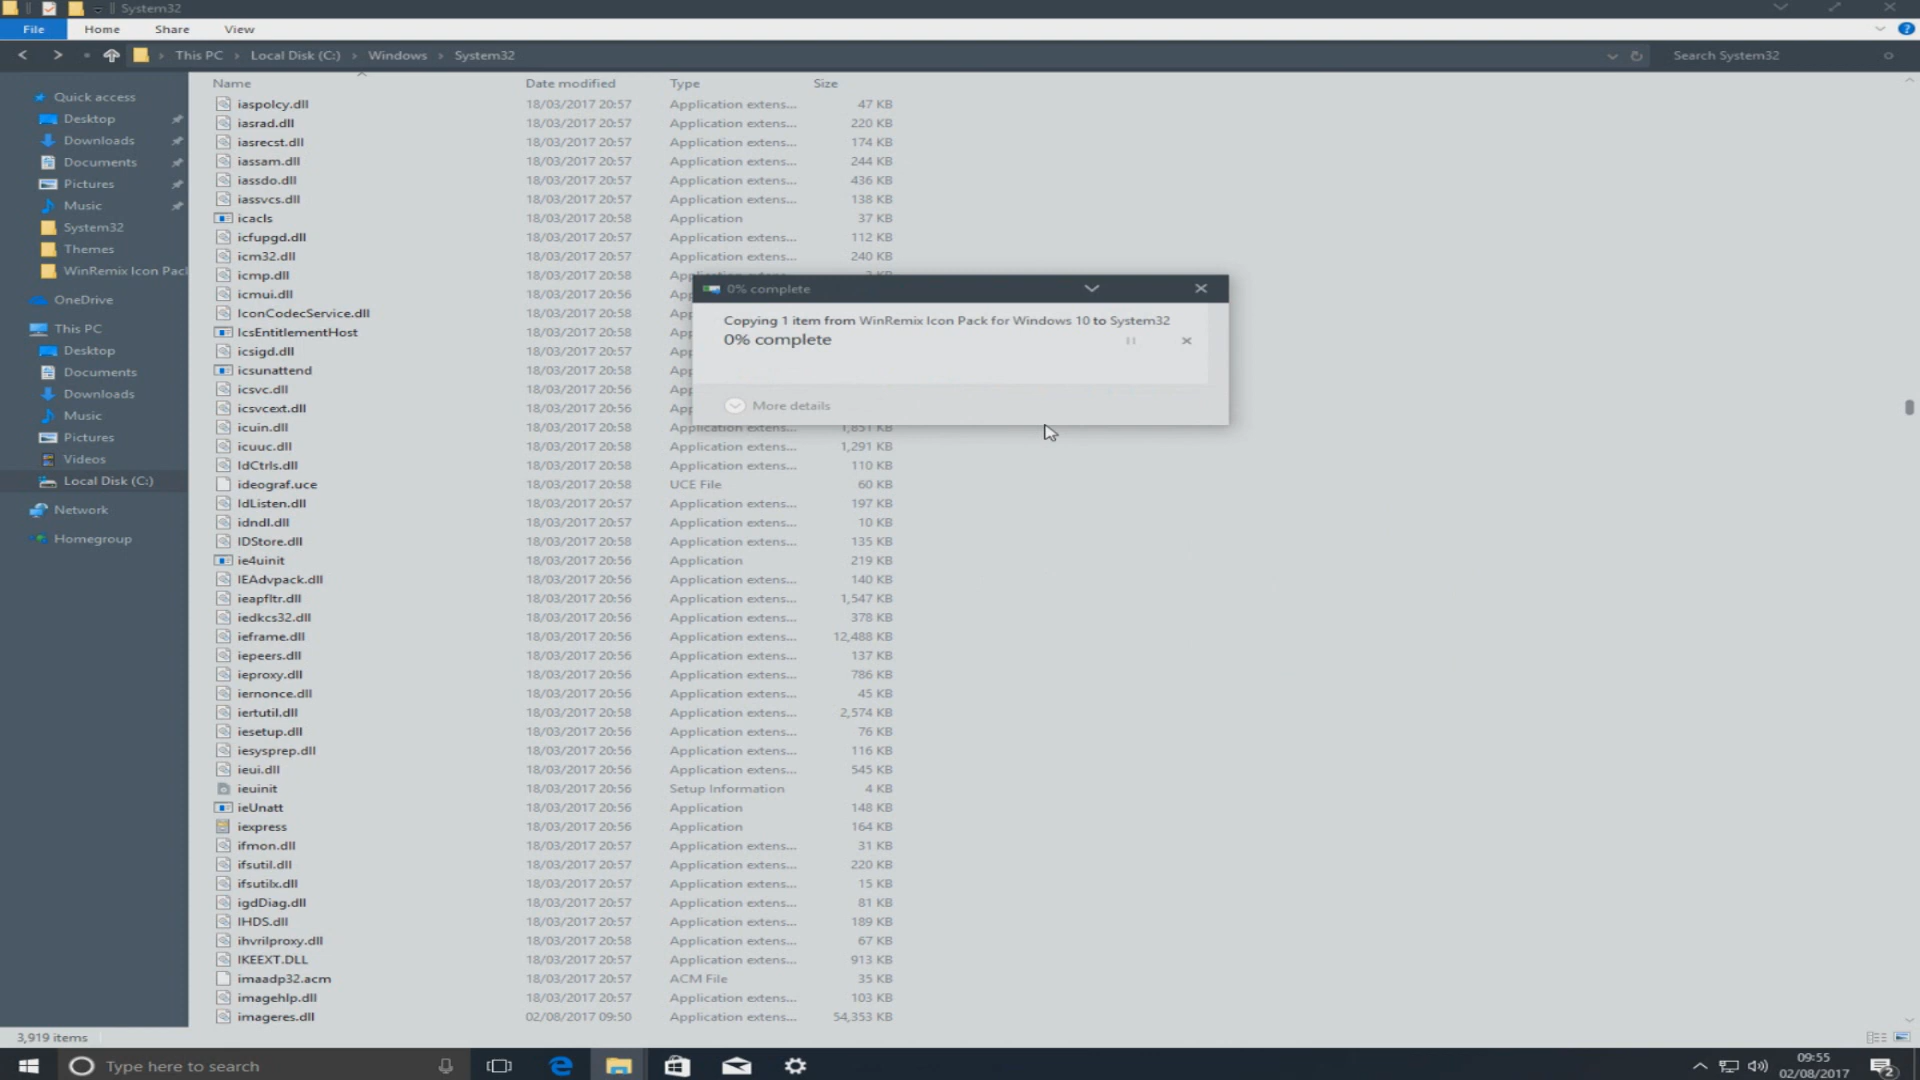 System32
File Home Share View
This PC Local Disk (C:) Windows System32 Search System32
Name Date modified Type Size
Quick access
Desktop
Downloads
Documents
Pictures
Music
System32
Themes
WinRemix Icon Pac
OneDrive
This PC
Desktop
Documents
Downloads
Music
Pictures
Videos
Local Disk (C:)
Network
Homegroup
iaspolcy.dll 18/03/2017 20:57 Application extens... 47 KB
iasrad.dll 18/03/2017 20:57 Application extens... 220 KB
iasrecst.dll 18/03/2017 20:57 Application extens... 174 KB
iassam.dll 18/03/2017 20:57 Application extens... 244 KB
iassdo.dll 18/03/2017 20:57 Application extens... 436 KB
iassvcs.dll 18/03/2017 20:57 Application extens... 138 KB
icacls 18/03/2017 20:58 Application 37 KB
icfupgd.dll 18/03/2017 20:57 Application extens... 112 KB
icm32.dll 18/03/2017 20:56 Application extens... 240 KB
icmp.dll 18/03/2017 20:58
icmui.dll 18/03/2017 20:56
IconCodecService.dll 18/03/2017 20:58
IcsEntitlementHost 18/03/2017 20:58
icsigd.dll 18/03/2017 20:57
icsunattend 18/03/2017 20:58
icsvc.dll 18/03/2017 20:56
icsvcext.dll 18/03/2017 20:56
icuin.dll 18/03/2017 20:58 Application extens... 1,851 KB
icuuc.dll 18/03/2017 20:58 Application extens... 1,291 KB
IdCtrls.dll 18/03/2017 20:58 Application extens... 110 KB
ideograf.uce 18/03/2017 20:58 UCE File 60 KB
IdListen.dll 18/03/2017 20:57 Application extens... 197 KB
idndl.dll 18/03/2017 20:57 Application extens... 10 KB
IDStore.dll 18/03/2017 20:58 Application extens... 135 KB
ie4uinit 18/03/2017 20:56 Application 219 KB
IEAdvpack.dll 18/03/2017 20:56 Application extens... 140 KB
ieapfltr.dll 18/03/2017 20:56 Application extens... 1,547 KB
iedkcs32.dll 18/03/2017 20:56 Application extens... 378 KB
ieframe.dll 18/03/2017 20:56 Application extens... 12,488 KB
iepeers.dll 18/03/2017 20:56 Application extens... 137 KB
ieproxy.dll 18/03/2017 20:56 Application extens... 786 KB
iernonce.dll 18/03/2017 20:56 Application extens... 45 KB
iertutil.dll 18/03/2017 20:58 Application extens... 2,574 KB
iesetup.dll 18/03/2017 20:56 Application extens... 76 KB
iesysprep.dll 18/03/2017 20:56 Application extens... 116 KB
ieui.dll 18/03/2017 20:56 Application extens... 545 KB
ieuinit 18/03/2017 20:56 Setup Information 4 KB
ieUnatt 18/03/2017 20:56 Application 148 KB
iexpress 18/03/2017 20:56 Application 164 KB
ifmon.dll 18/03/2017 20:57 Application extens... 31 KB
ifsutil.dll 18/03/2017 20:57 Application extens... 220 KB
ifsutilx.dll 18/03/2017 20:57 Application extens... 15 KB
igdDiag.dll 18/03/2017 20:57 Application extens... 81 KB
IHDS.dll 18/03/2017 20:57 Application extens... 189 KB
ihvrilproxy.dll 18/03/2017 20:58 Application extens... 67 KB
IKEEXT.DLL 18/03/2017 20:57 Application extens... 913 KB
imaadp32.acm 18/03/2017 20:57 ACM File 35 KB
imagehlp.dll 18/03/2017 20:57 Application extens... 103 KB
imageres.dll 02/08/2017 09:50 Application extens... 54,353 KB
0% complete
Copying 1 item from WinRemix Icon Pack for Windows 10 to System32
0% complete
More details
3,919 items
Type here to search
09:55
02/08/2017
2